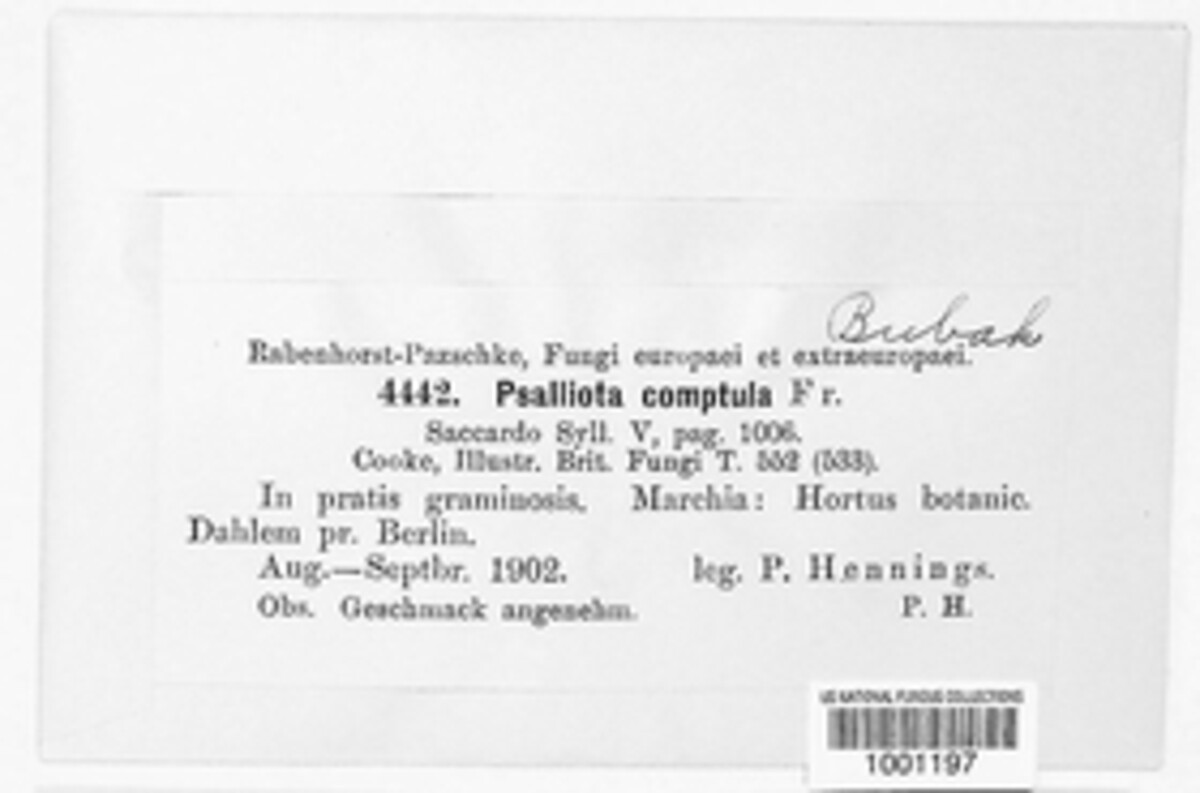 Bubak
Rabenhorst-Pazschke, Fungi europaei et extraeuropaei.
4442. Psalliota comptula Fr.
Saccardo Syll. V, pag. 1006.
Cooke, Illustr. Brit. Fungi T. 552 (533).
In pratis graminosis. Marchia: Hortus botanic.
Dahlem pr. Berlin.
Aug.—Septbr. 1902. leg. P. Hennings.
Obs. Geschmack angenehm. P. H.
US NATIONAL FUNGUS COLLECTIONS
1001197